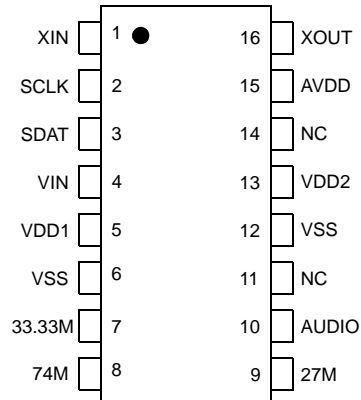 XIN 1 16 XOUT
SCLK 2 15 AVDD
SDAT 3 14 NC
VIN 4 13 VDD2
VDD1 5 12 VSS
VSS 6 11 NC
33.33M 7 10 AUDIO
74M 8 9 27M